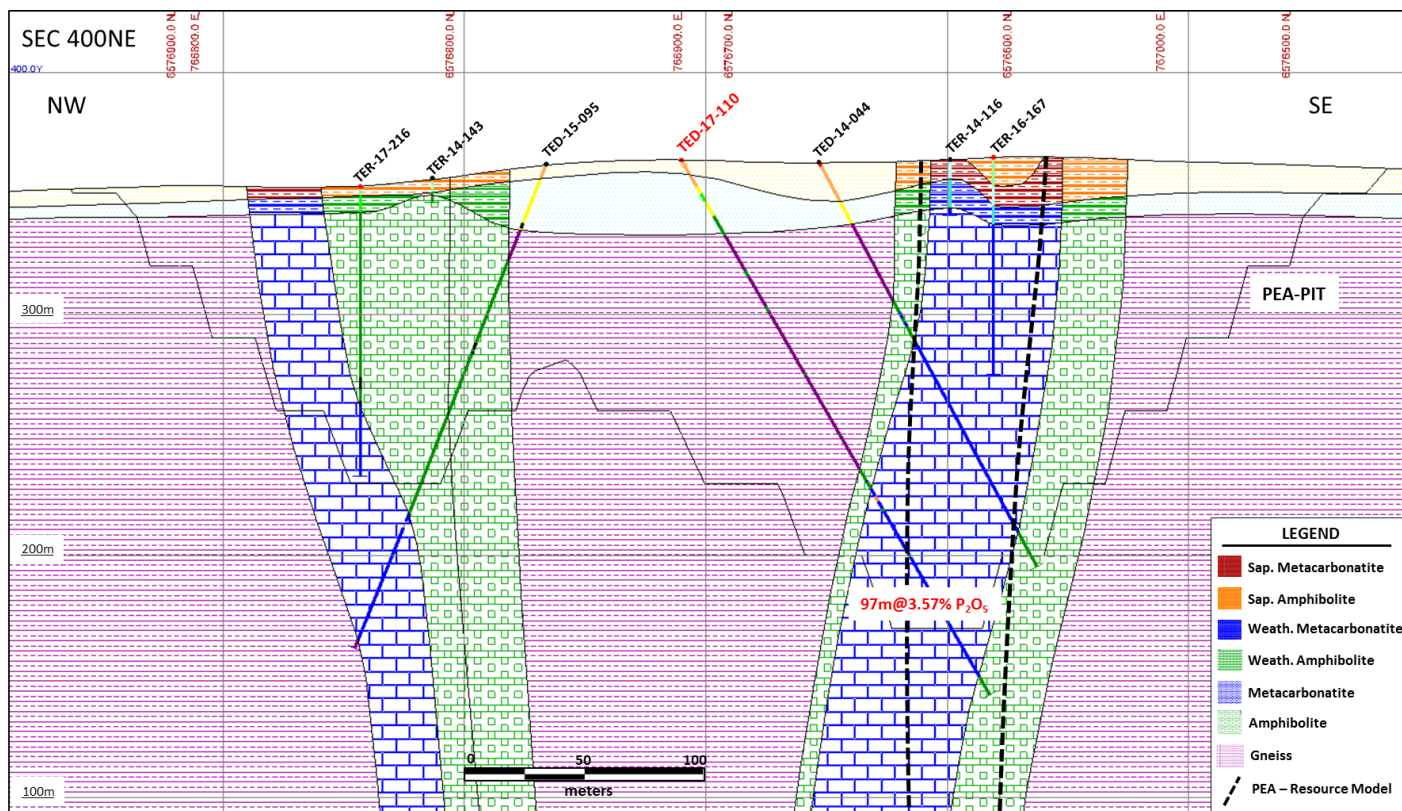 SEC 400NE
6576900.0 N
766800.0 E
6576800.0 N
766900.0 E
6576700.0 N
6576600.0 N
767000.0 E
6576500.0 N
400.0Y
NW
SE
TER-17-216
TER-14-143
TED-15-095
TED-17-110
TED-14-044
TER-14-116
TER-16-167
300m
PEA-PIT
200m
97m@3.57% P₂O₅
100m
0 50 100
meters
LEGEND
Sap. Metacarbonatite
Sap. Amphibolite
Weath. Metacarbonatite
Weath. Amphibolite
Metacarbonatite
Amphibolite
Gneiss
PEA – Resource Model